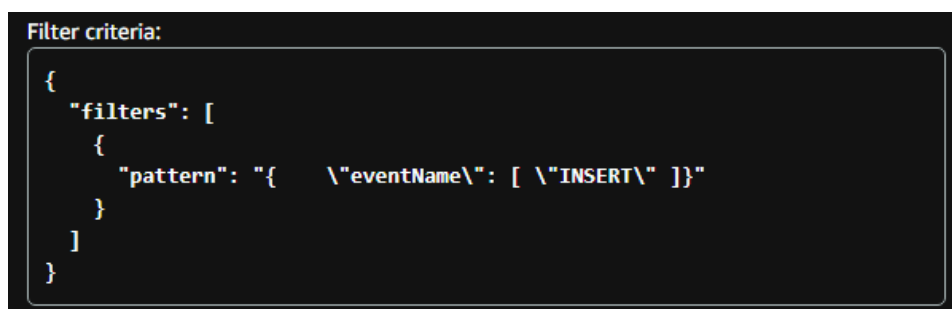 Filter criteria:
{
  "filters": [
    {
      "pattern": "{    \"eventName\": [ \"INSERT\" ]}"
    }
  ]
}